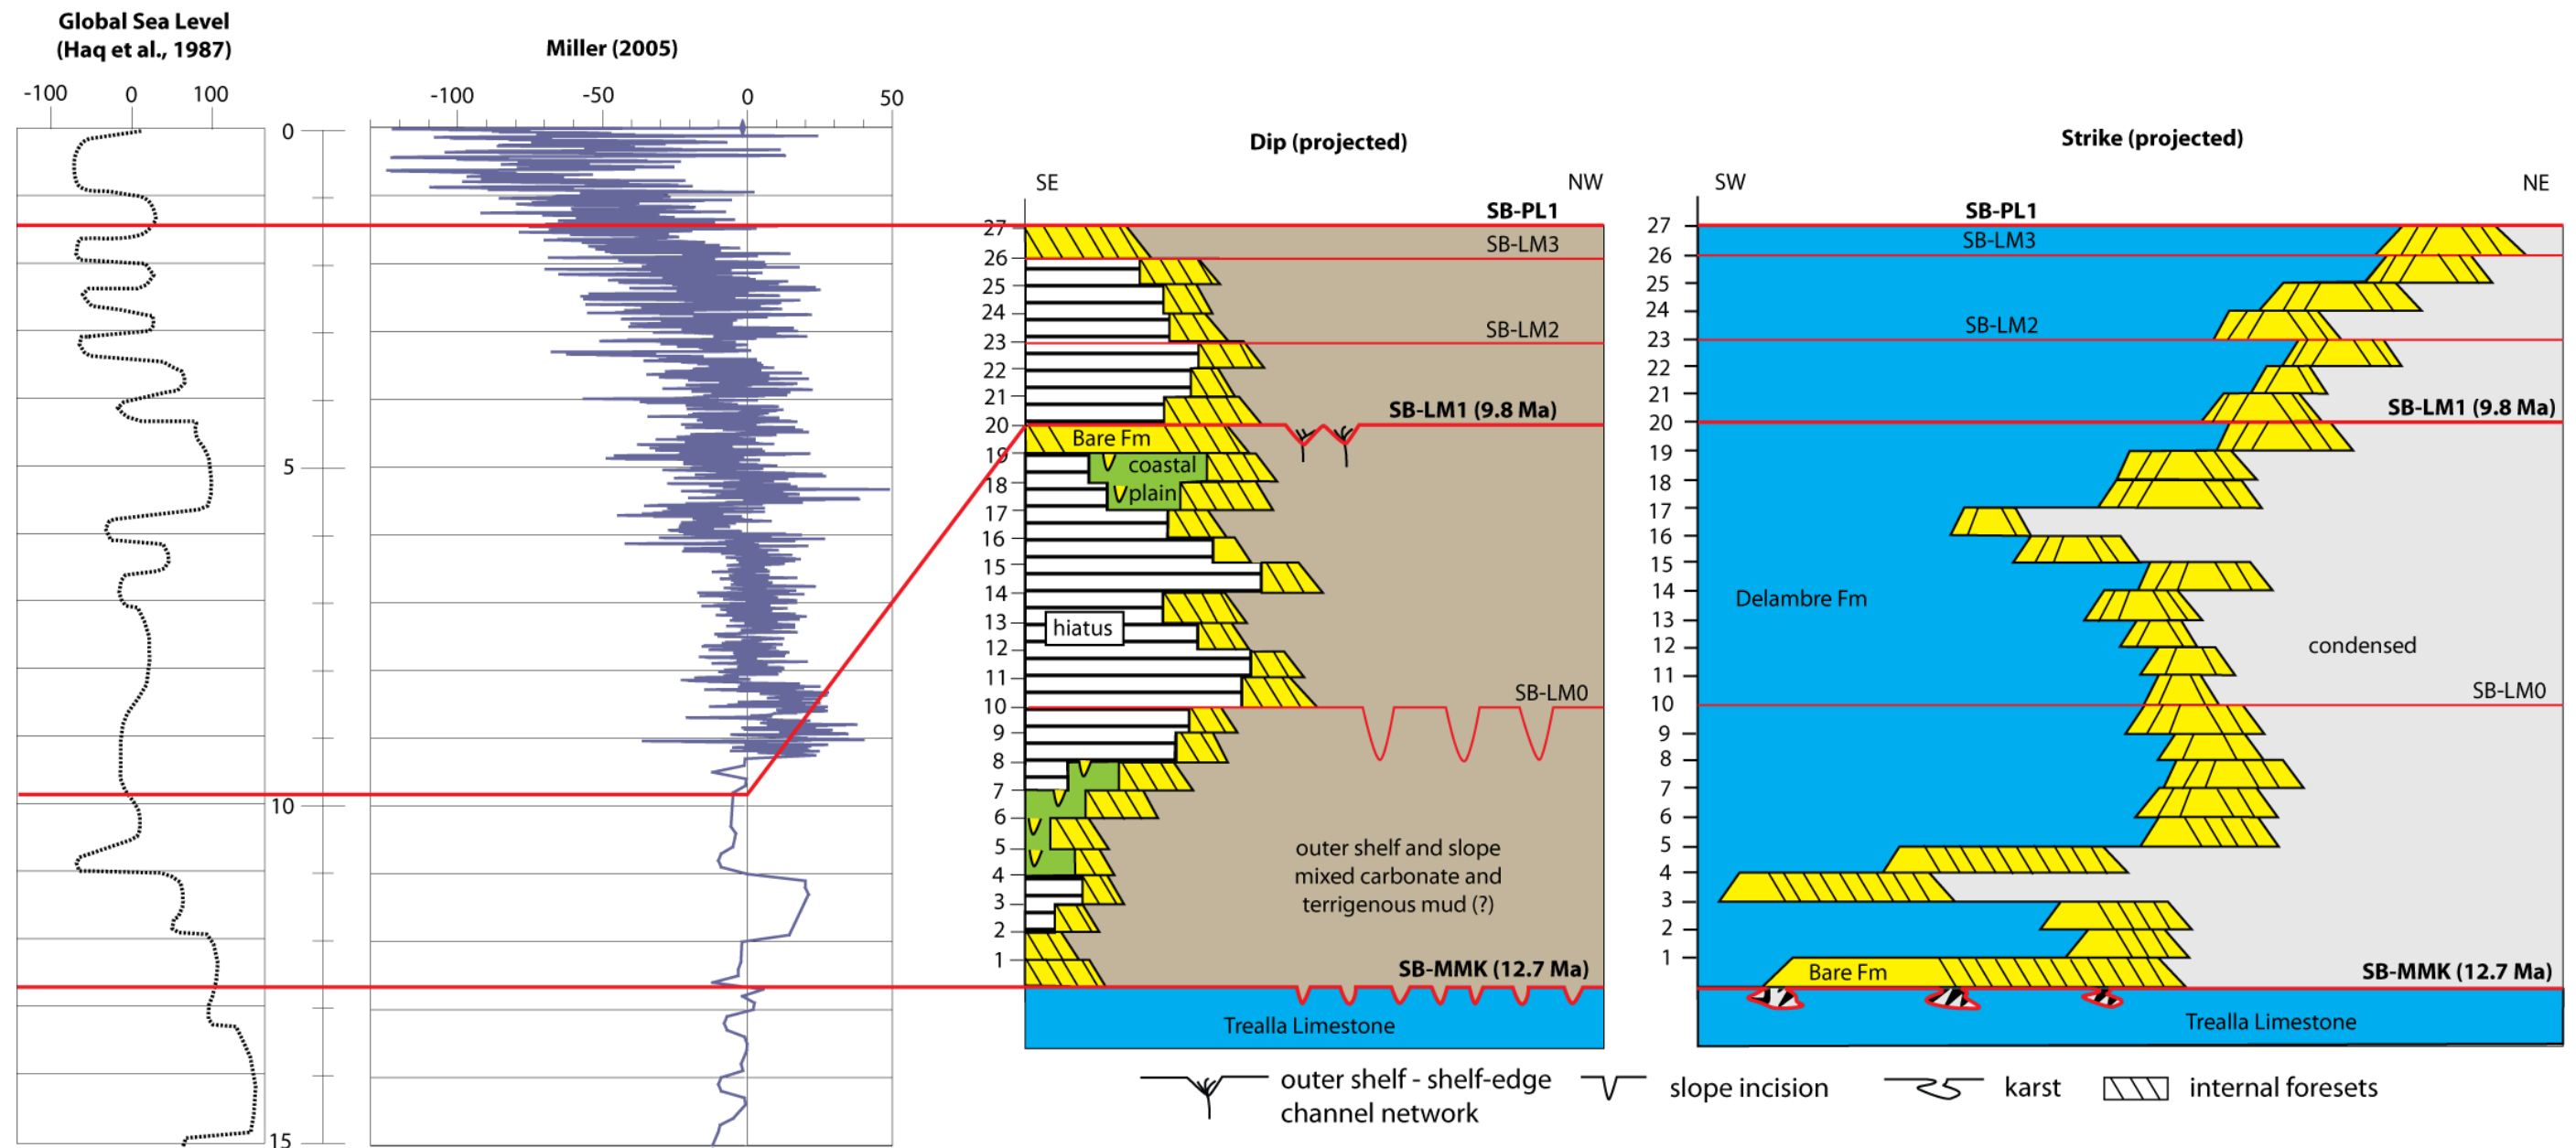 Global Sea Level
(Haq et al., 1987)
-100 0 100
Miller (2005)
-100 -50 0 50
0
5
10
15
Dip (projected)
SE NW
SB-PL1
27
SB-LM3
26
25
24
SB-LM2
23
22
21
SB-LM1 (9.8 Ma)
20
Bare Fm
19
coastal
18
plain
17
16
15
14
13
hiatus
12
11
SB-LM0
10
9
8
7
6
5
outer shelf and slope
mixed carbonate and
terrigenous mud (?)
4
3
2
1
SB-MMK (12.7 Ma)
Trealla Limestone
Strike (projected)
SW NE
SB-PL1
27
SB-LM3
26
25
24
SB-LM2
23
22
21
SB-LM1 (9.8 Ma)
20
19
18
17
16
15
14
Delambre Fm
13
condensed
12
11
SB-LM0
10
9
8
7
6
5
4
3
2
1
Bare Fm
SB-MMK (12.7 Ma)
Trealla Limestone
outer shelf - shelf-edge
channel network
slope incision
karst
internal foresets